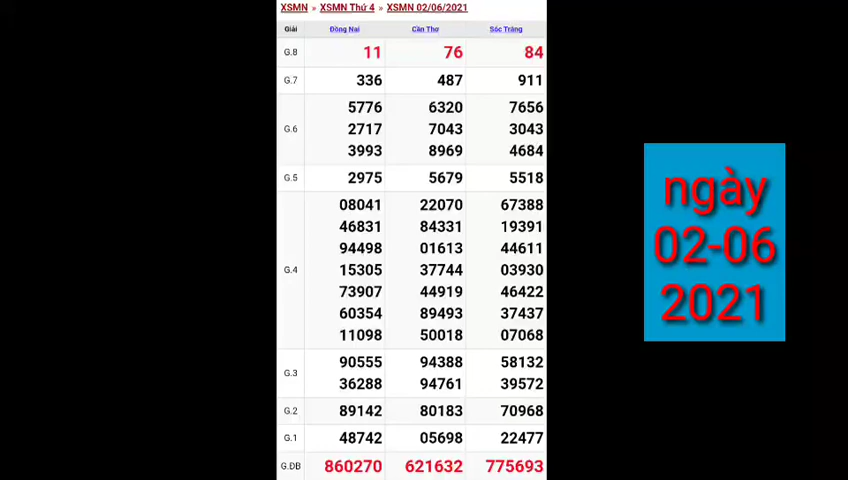 XSMN » XSMN Thứ 4 » XSMN 02/06/2021
Giải Đồng Nai Cần Thơ Sóc Trăng
G.8 11 76 84
G.7 336 487 911
5776 6320 7656
G.6 2717 7043 3043
3993 8969 4684
G.5 2975 5679 5518
08041 22070 67388
46831 84331 19391
94498 01613 44611
G.4 15305 37744 03930
73907 44919 46422
60354 89493 37437
11098 50018 07068
90555 94388 58132
G.3
36288 94761 39572
G.2 89142 80183 70968
G.1 48742 05698 22477
G.ĐB 860270 621632 775693
ngày
02-06
2021